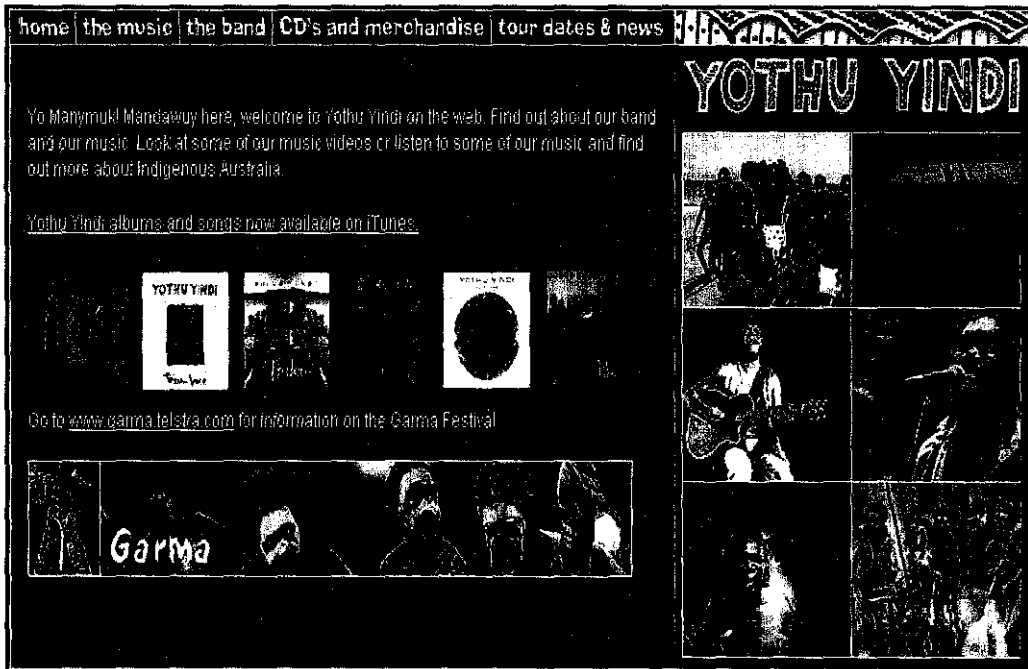 home the music the band CD's and merchandise tour dates & news
YOTHU YINDI
Yo Manymuk! Mandawuy here, welcome to Yothu Yindi on the web. Find out about our band
and our music. Look at some of our music videos or listen to some of our music and find
out more about Indigenous Australia.
Yothu Yindi albums and songs now available on iTunes.
YOTHU YINDI
YOTHU YINDI
Go to www.garma.telstra.com for information on the Garma Festival
Garma